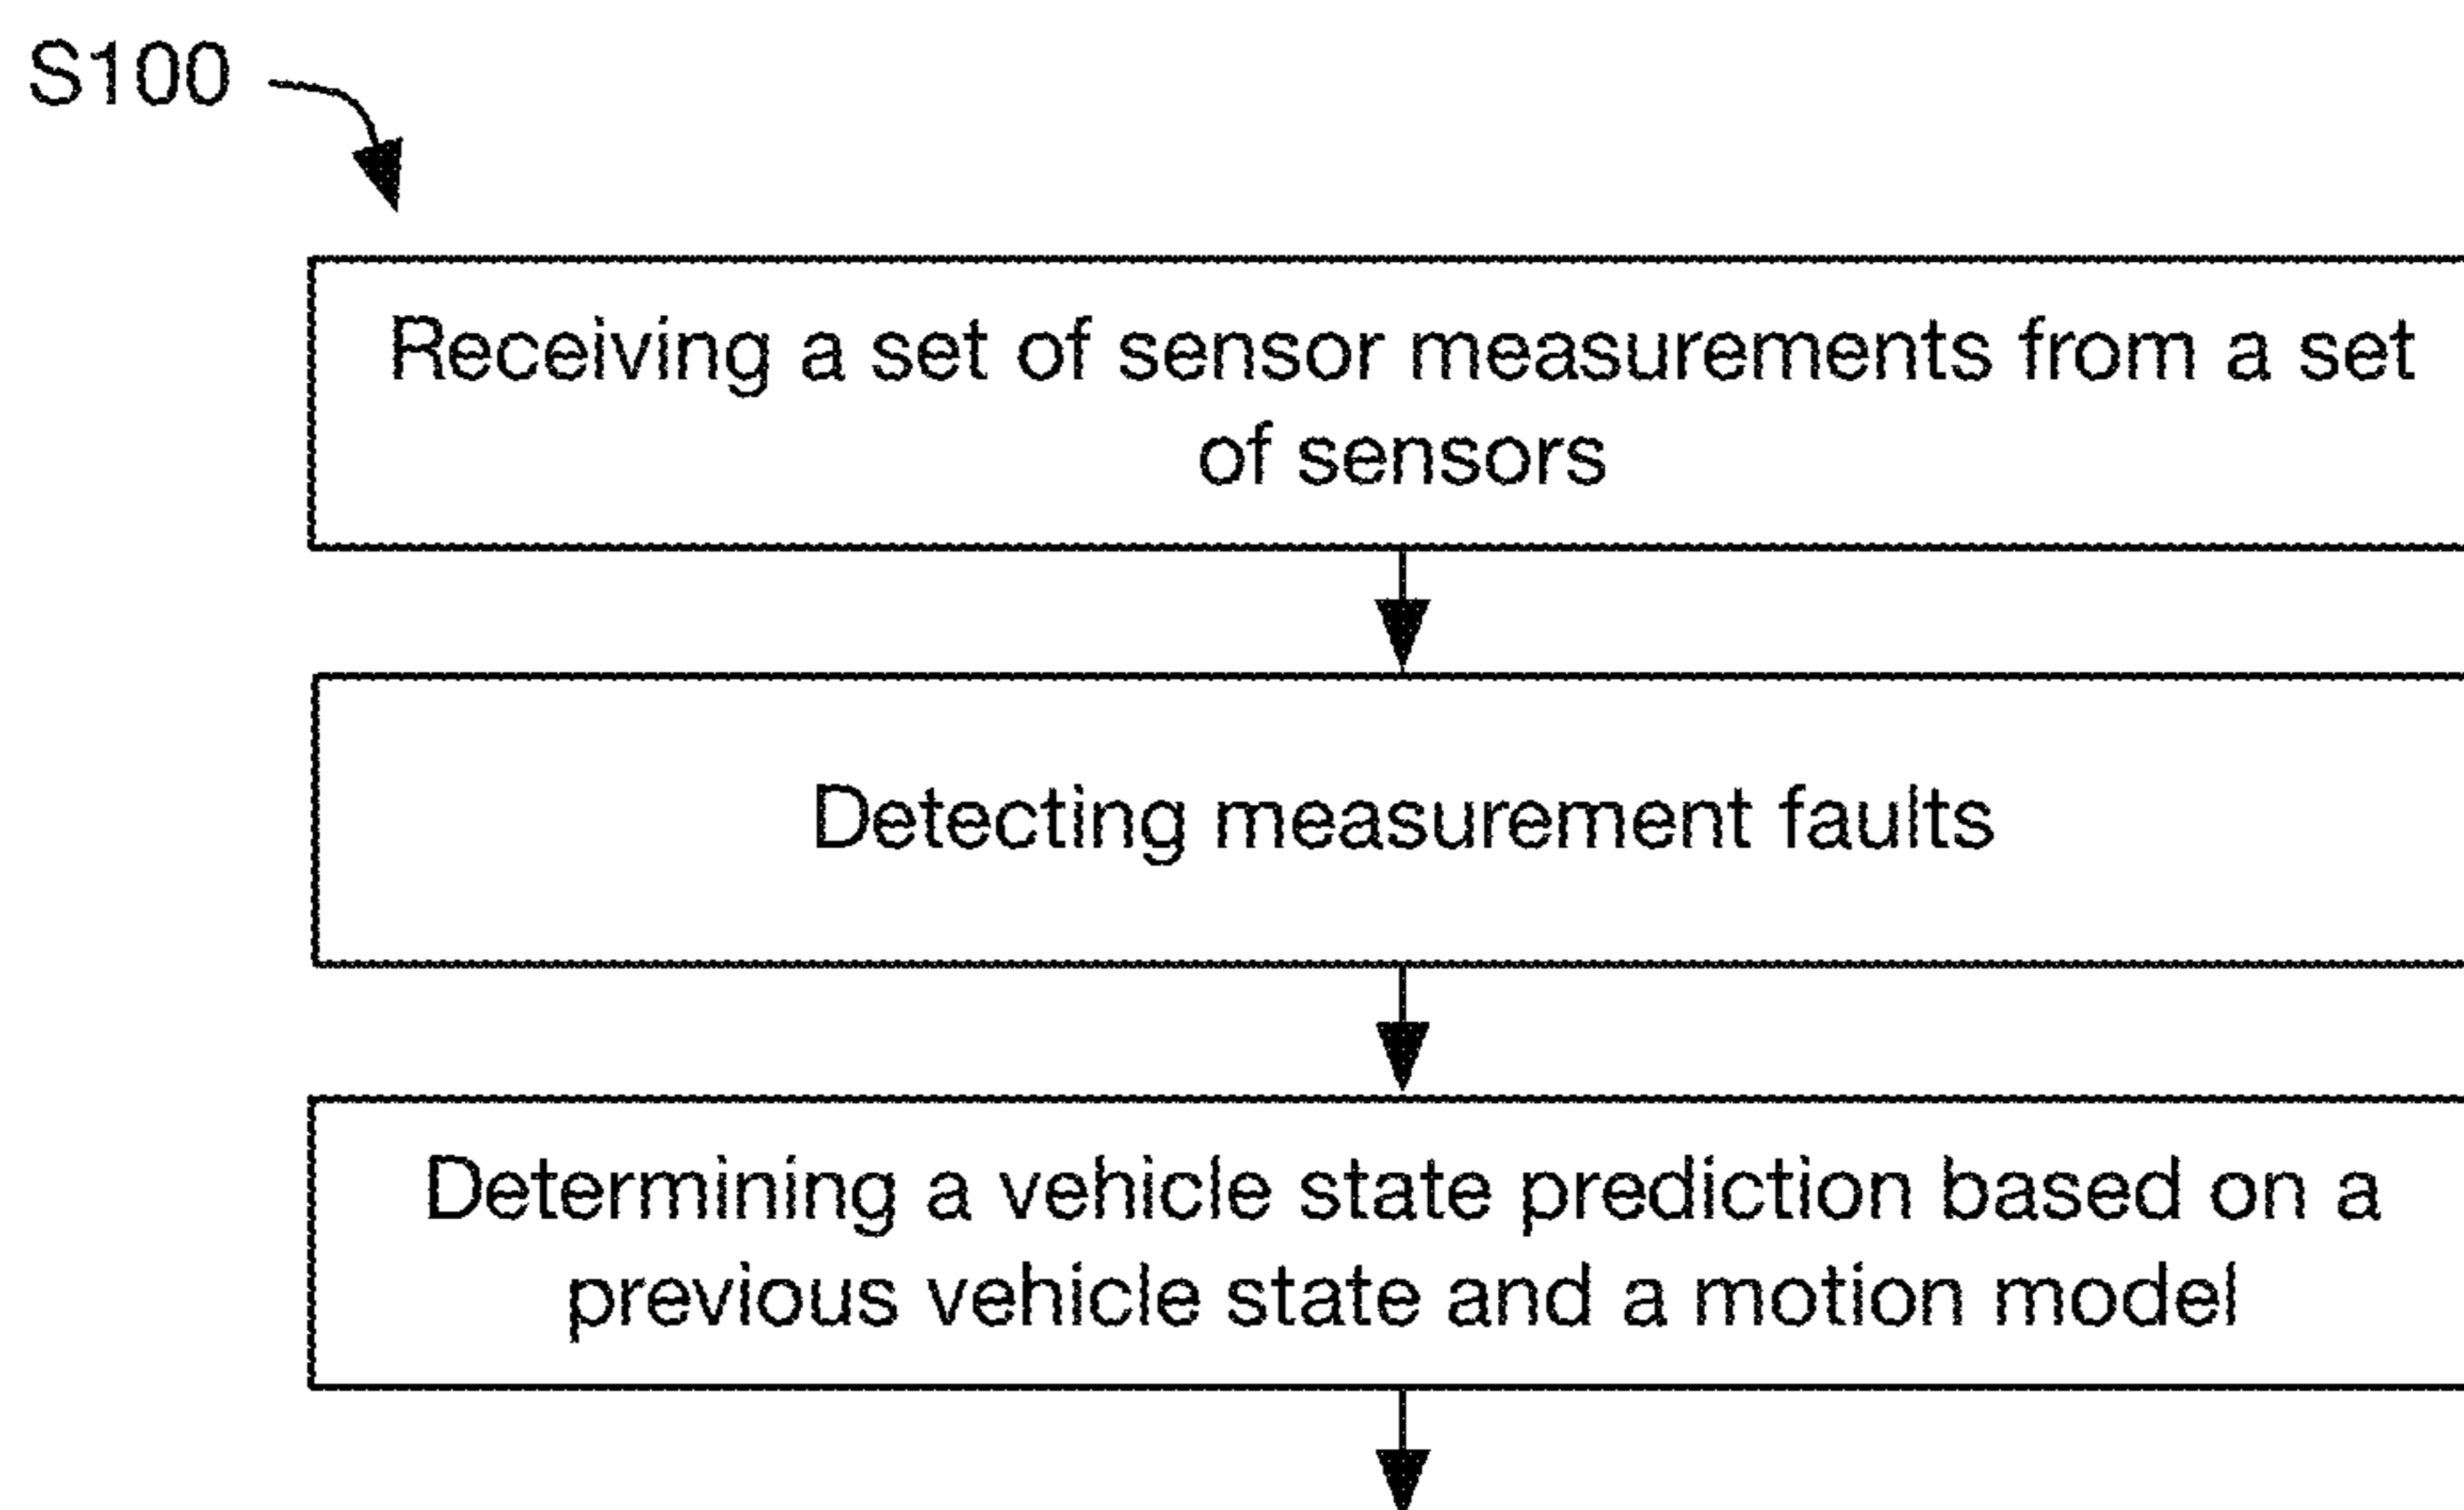 S100
Receiving a set of sensor measurements from a set
of sensors
Detecting measurement faults
Determining a vehicle state prediction based on a
previous vehicle state and a motion model